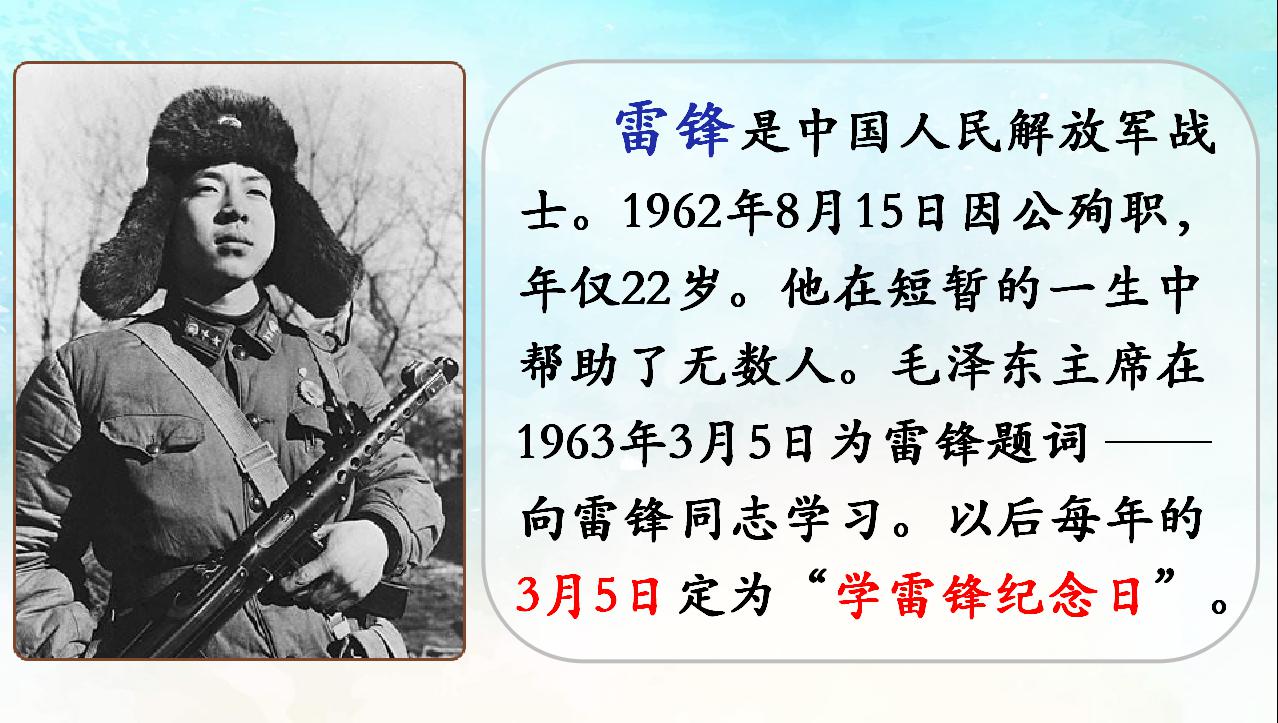 雷锋是中国人民解放军战
士。1962年8月15日因公殉职，
年仅22岁。他在短暂的一生中
帮助了无数人。毛泽东主席在
1963年3月5日为雷锋题词——
向雷锋同志学习。以后每年的
3月5日定为“学雷锋纪念日”。